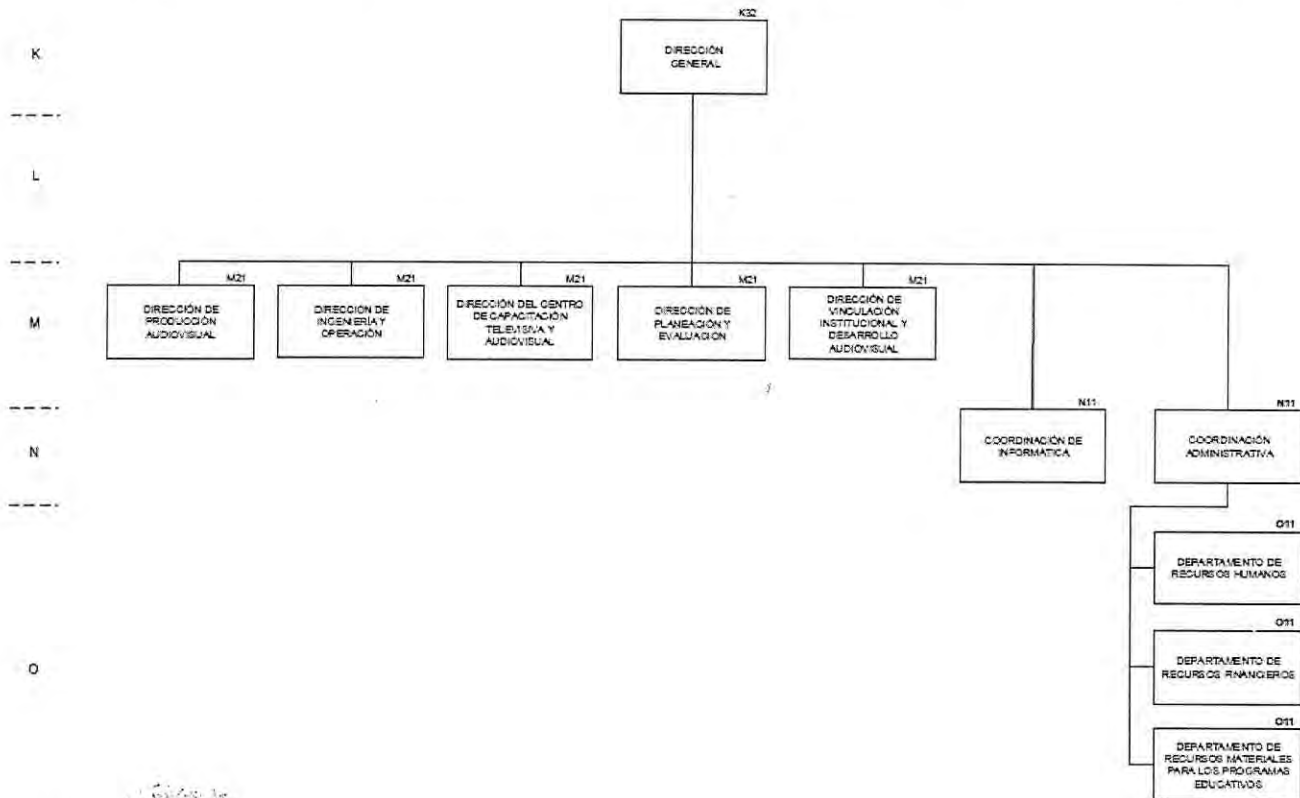 K32
K
DIRECCIÓN
GENERAL
L
M21
M21
M21
M21
M21
M
DIRECCIÓN DE
PRODUCCIÓN
AUDIOVISUAL
DIRECCIÓN DE
INGENIERÍA Y
OPERACIÓN
DIRECCIÓN DEL CENTRO
DE CAPACITACIÓN
TELEVISIVA Y
AUDIOVISUAL
DIRECCIÓN DE
PLANEACIÓN Y
EVALUACIÓN
DIRECCIÓN DE
VINCULACIÓN
INSTITUCIONAL Y
DESARROLLO
AUDIOVISUAL
N11
N11
N
COORDINACIÓN DE
INFORMÁTICA
COORDINACIÓN
ADMINISTRATIVA
O11
DEPARTAMENTO DE
RECURSOS HUMANOS
O11
O
DEPARTAMENTO DE
RECURSOS FINANCIEROS
O11
DEPARTAMENTO DE
RECURSOS MATERIALES
PARA LOS PROGRAMAS
EDUCATIVOS